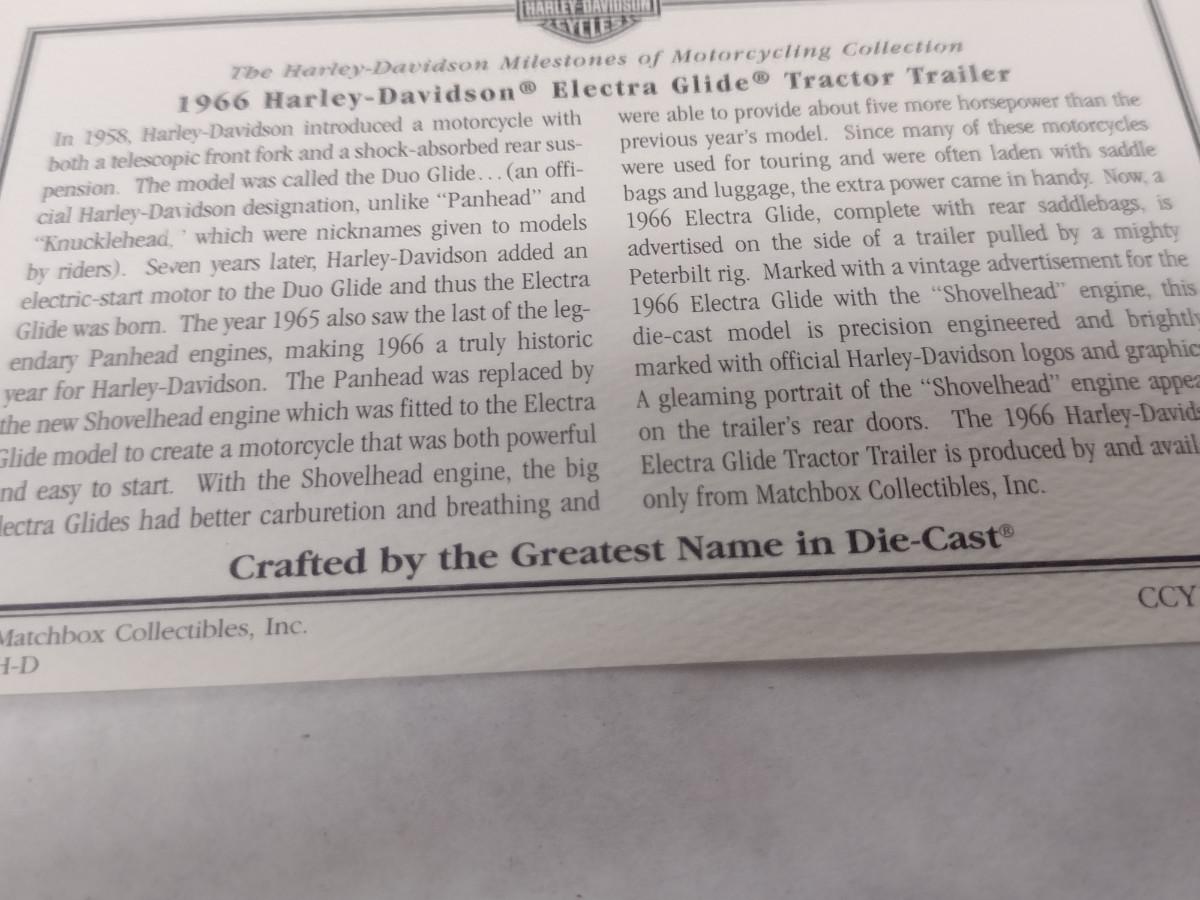 HARLEY-DAVIDSON
CYCLES
The Harley-Davidson Milestones of Motorcycling Collection
1966 Harley-Davidson® Electra Glide® Tractor Trailer
In 1958, Harley-Davidson introduced a motorcycle with
both a telescopic front fork and a shock-absorbed rear sus-
pension. The model was called the Duo Glide...(an offi-
cial Harley-Davidson designation, unlike "Panhead" and
"Knucklehead," which were nicknames given to models
by riders). Seven years later, Harley-Davidson added an
electric-start motor to the Duo Glide and thus the Electra
Glide was born. The year 1965 also saw the last of the leg-
endary Panhead engines, making 1966 a truly historic
year for Harley-Davidson. The Panhead was replaced by
the new Shovelhead engine which was fitted to the Electra
Glide model to create a motorcycle that was both powerful
nd easy to start. With the Shovelhead engine, the big
lectra Glides had better carburetion and breathing and
were able to provide about five more horsepower than the
previous year's model. Since many of these motorcycles
were used for touring and were often laden with saddle
bags and luggage, the extra power came in handy. Now, a
1966 Electra Glide, complete with rear saddlebags, is
advertised on the side of a trailer pulled by a mighty
Peterbilt rig. Marked with a vintage advertisement for the
1966 Electra Glide with the "Shovelhead" engine, this
die-cast model is precision engineered and brightly
marked with official Harley-Davidson logos and graphic
A gleaming portrait of the "Shovelhead" engine appea
on the trailer's rear doors. The 1966 Harley-Davids
Electra Glide Tractor Trailer is produced by and avail
only from Matchbox Collectibles, Inc.
Crafted by the Greatest Name in Die-Cast®
Matchbox Collectibles, Inc.
H-D
CCY